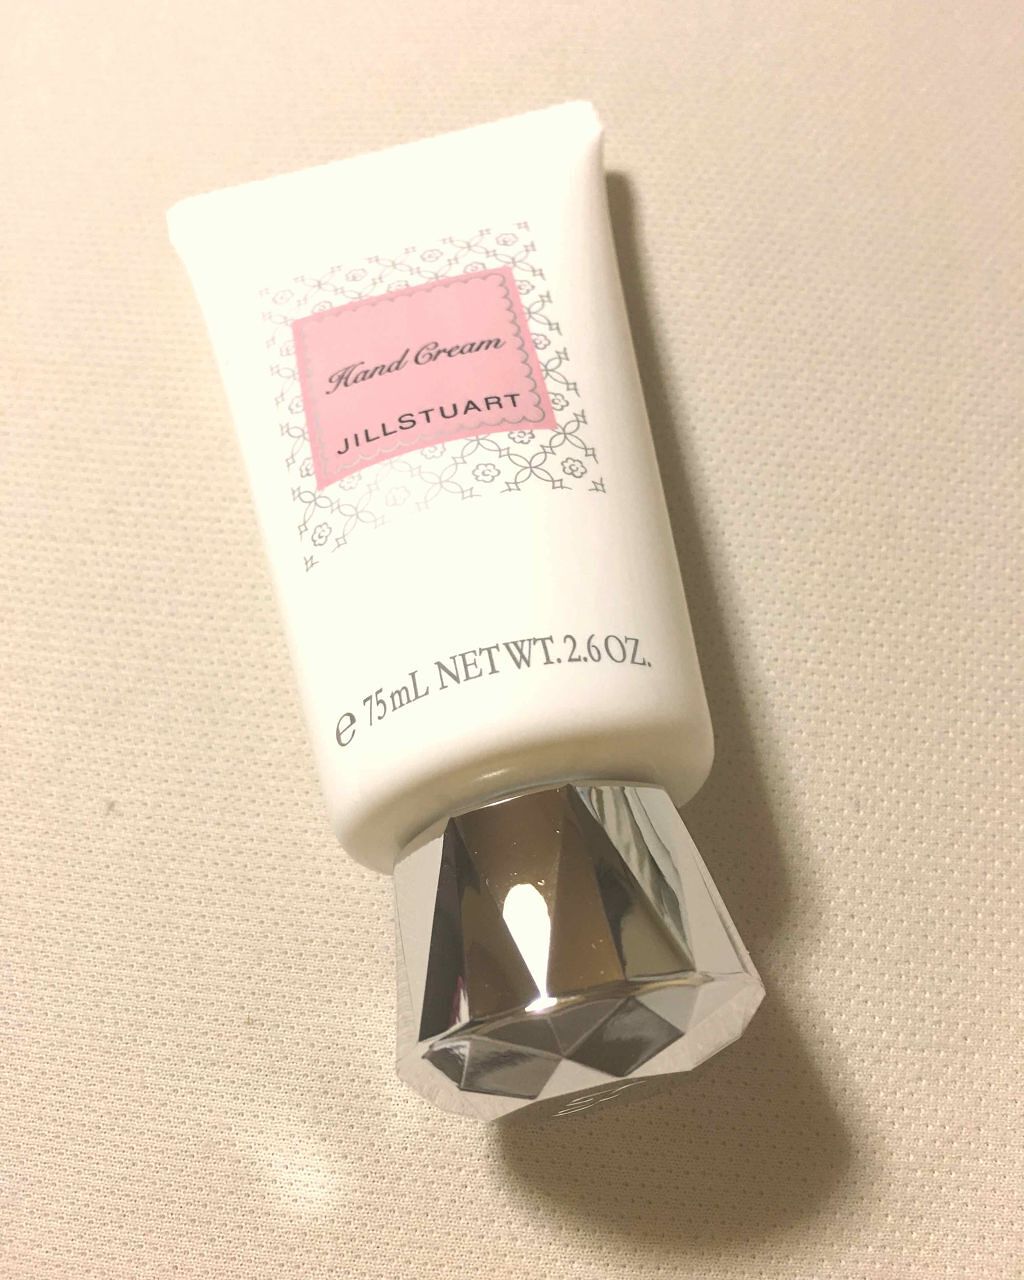 Hand Cream
JILLSTUART
e 75mL NET WT. 2.6 OZ.